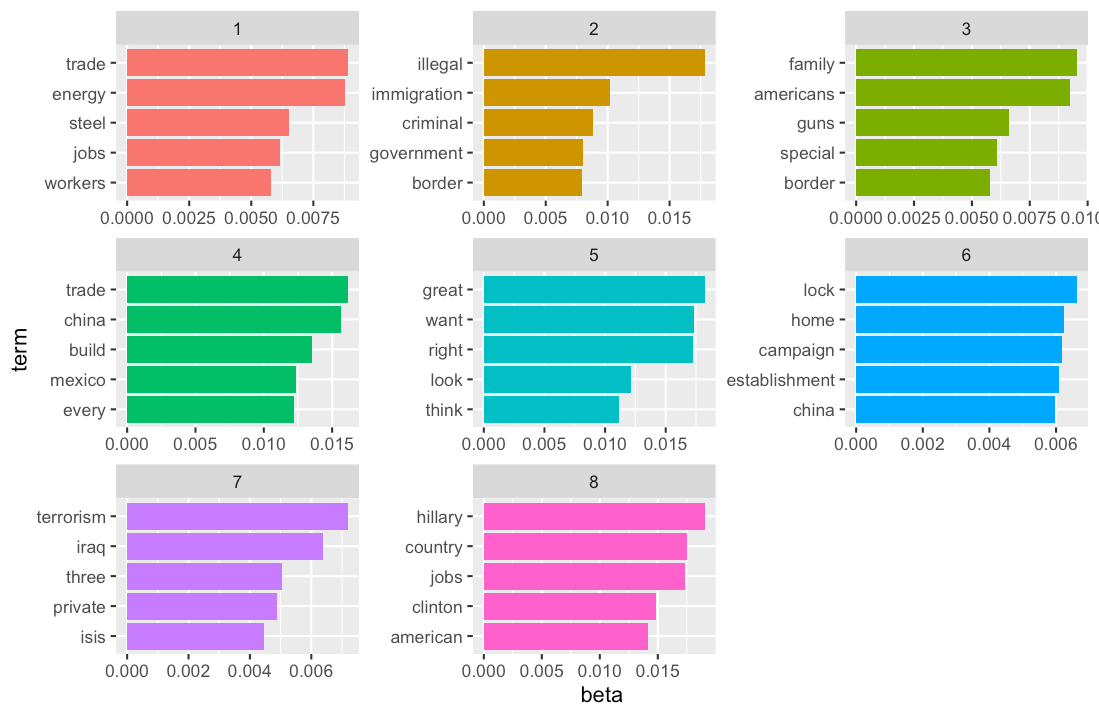 1
trade
energy
steel
jobs
workers
0.0000 0.0025 0.0050 0.0075
2
illegal
immigration
criminal
government
border
0.000 0.005 0.010 0.015
3
family
americans
guns
special
border
0.0000 0.0025 0.0050 0.0075 0.010
4
trade
china
build
mexico
every
0.000 0.005 0.010 0.015
5
great
want
right
look
think
0.000 0.005 0.010 0.015
6
lock
home
campaign
establishment
china
0.000 0.002 0.004 0.006
7
terrorism
iraq
three
private
isis
0.000 0.002 0.004 0.006
8
hillary
country
jobs
clinton
american
0.000 0.005 0.010 0.015
term
beta